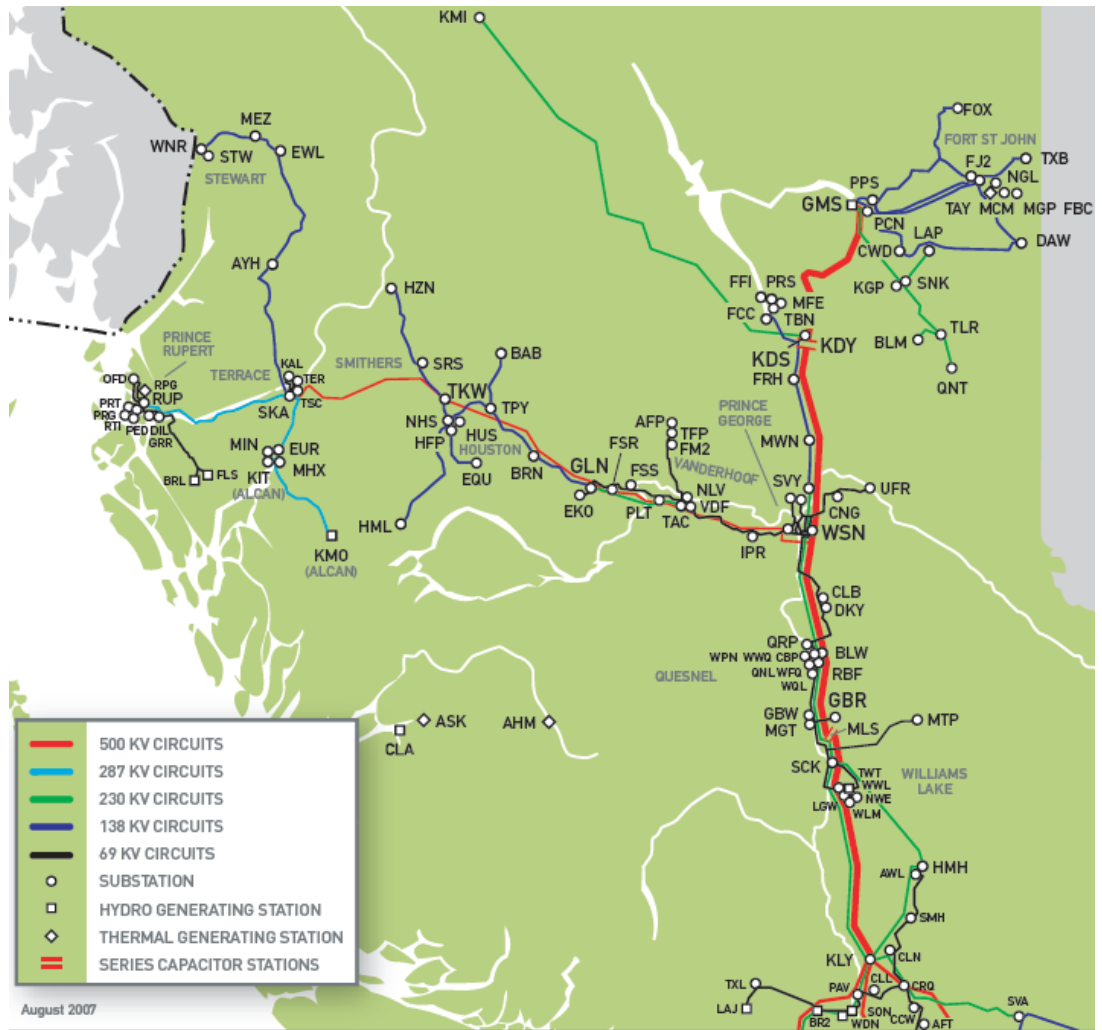 KMI
FOX
FORT ST JOHN
MEZ
WNR
STW
EWL
STEWART
FJ2
TXB
NGL
PPS
GMS
TAY MCM MGP FBC
PCN
LAP
CWD
DAW
AYH
HZN
KGP
SNK
FFI
PRS
MFE
FCC
TBN
TLR
BLM
KDS
KDY
PRINCE
RUPERT
SMITHERS
BAB
SRS
QNT
OFD
RPG
RUP
TERRACE
KAL
TER
TKW
FRH
PRT
PRG
RTI
PED
DIL
GRR
SKA
TSC
TPY
NHS
HUS
HFP
HOUSTON
AFP
TFP
FM2
PRINCE
GEORGE
MWN
MIN
EUR
KIT
MHX
(ALCAN)
BRL
FLS
EQU
BRN
GLN
FSR
FSS
VANDERHOOF
NLV
VDF
SVY
CNG
UFR
EKO
PLT
TAC
HML
IPR
WSN
KMO
(ALCAN)
CLB
DKY
QRP
WPN WWQ CBP
BLW
QUESNEL
QNL WFQ
RBF
WQL
GBR
GBW
MGT
MLS
MTP
ASK
AHM
CLA
SCK
TWT
WWL
WILLIAMS
LAKE
LGW
NWE
WLM
500 KV CIRCUITS
287 KV CIRCUITS
230 KV CIRCUITS
138 KV CIRCUITS
69 KV CIRCUITS
SUBSTATION
HYDRO GENERATING STATION
THERMAL GENERATING STATION
SERIES CAPACITOR STATIONS
HMH
AWL
SMH
KLY
CLN
TXL
CLL
CRQ
PAV
LAJ
BR2
SON
WDN
CCW
AFT
SVA
August 2007